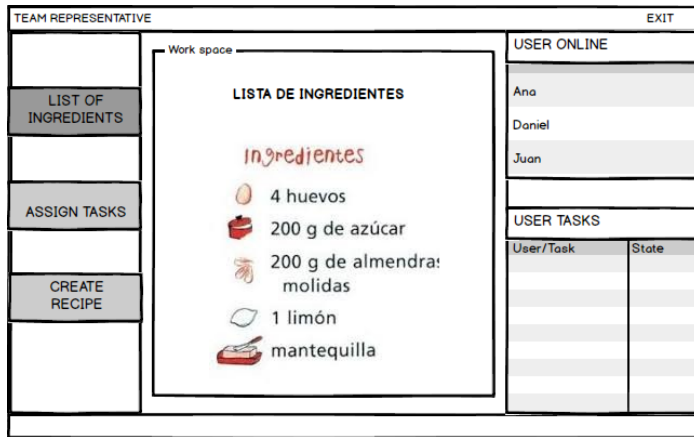 TEAM REPRESENTATIVE EXIT
LIST OF
INGREDIENTS
ASSIGN TASKS
CREATE
RECIPE
Work space
LISTA DE INGREDIENTES
Ingredientes
4 huevos
200 g de azúcar
200 g de almendras
molidas
1 limón
mantequilla
USER ONLINE
Ana
Daniel
Juan
USER TASKS
User/Task State